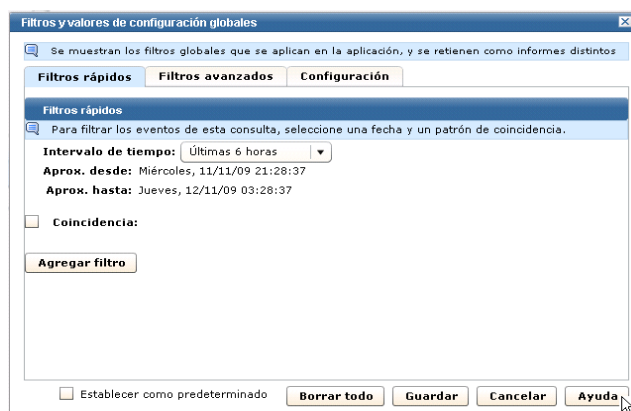 Filtros y valores de configuración globales
Se muestran los filtros globales que se aplican en la aplicación, y se retienen como informes distintos
Filtros rápidos Filtros avanzados Configuración
Filtros rápidos
Para filtrar los eventos de esta consulta, seleccione una fecha y un patrón de coincidencia.
Intervalo de tiempo: Últimas 6 horas
Aprox. desde: Miércoles, 11/11/09 21:28:37
Aprox. hasta: Jueves, 12/11/09 03:28:37
Coincidencia:
Agregar filtro
Establecer como predeterminado Borrar todo Guardar Cancelar Ayuda